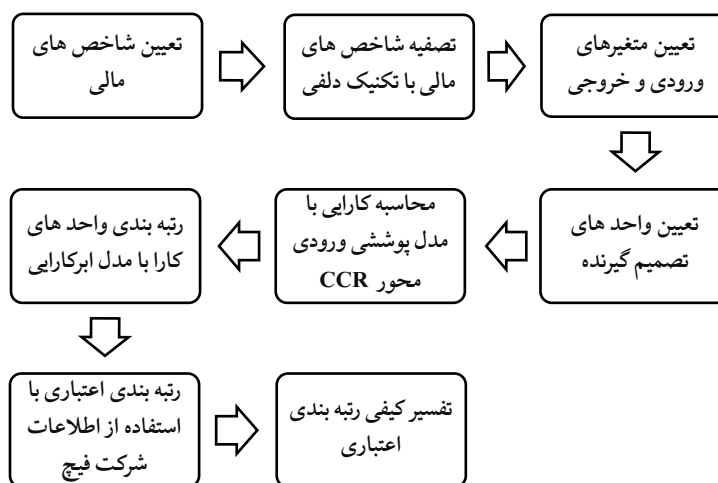 تعیین شاخص های
مالی
تصفیه شاخص های
مالی با تکنیک دلفی
تعیین متغیرهای
ورودی و خروجی
تعیین واحد های
تصمیم گیرنده
محاسبه کارایی با
مدل پوششی ورودی
محور CCR
رتبه بندی واحد های
کارا با مدل ابرکارایی
رتبه بندی اعتباری با
استفاده از اطلاعات
شرکت فیچ
تفسیر کیفی رتبه بندی
اعتباری